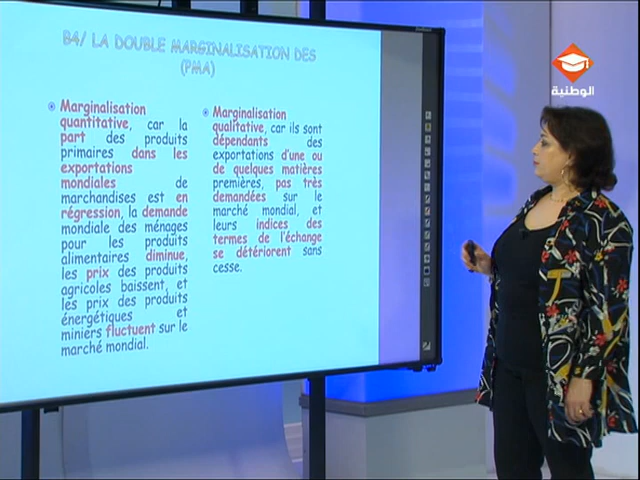 B4/ LA DOUBLE MARGINALISATION DES
(PMA)
Marginalisation
quantitative, car la
part des produits
primaires dans les
exportations
mondiales de
marchandises est en
régression, la demande
mondiale des ménages
pour les produits
alimentaires diminue,
les prix des produits
agricoles baissent, et
les prix des produits
énergétiques et
miniers fluctuent sur le
marché mondial.
Marginalisation
qualitative, car ils sont
dépendants des
exportations d'une ou
de quelques matières
premières, pas très
demandées sur le
marché mondial, et
leurs indices des
termes de l'échange
se détériorent sans
cesse.
الوطنية